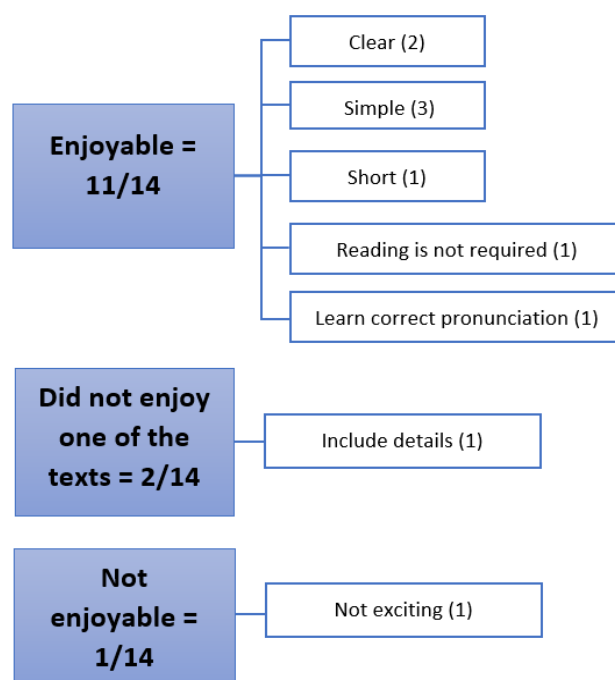 Enjoyable =
11/14
Clear (2)
Simple (3)
Short (1)
Reading is not required (1)
Learn correct pronunciation (1)
Did not enjoy
one of the
texts = 2/14
Include details (1)
Not
enjoyable =
1/14
Not exciting (1)